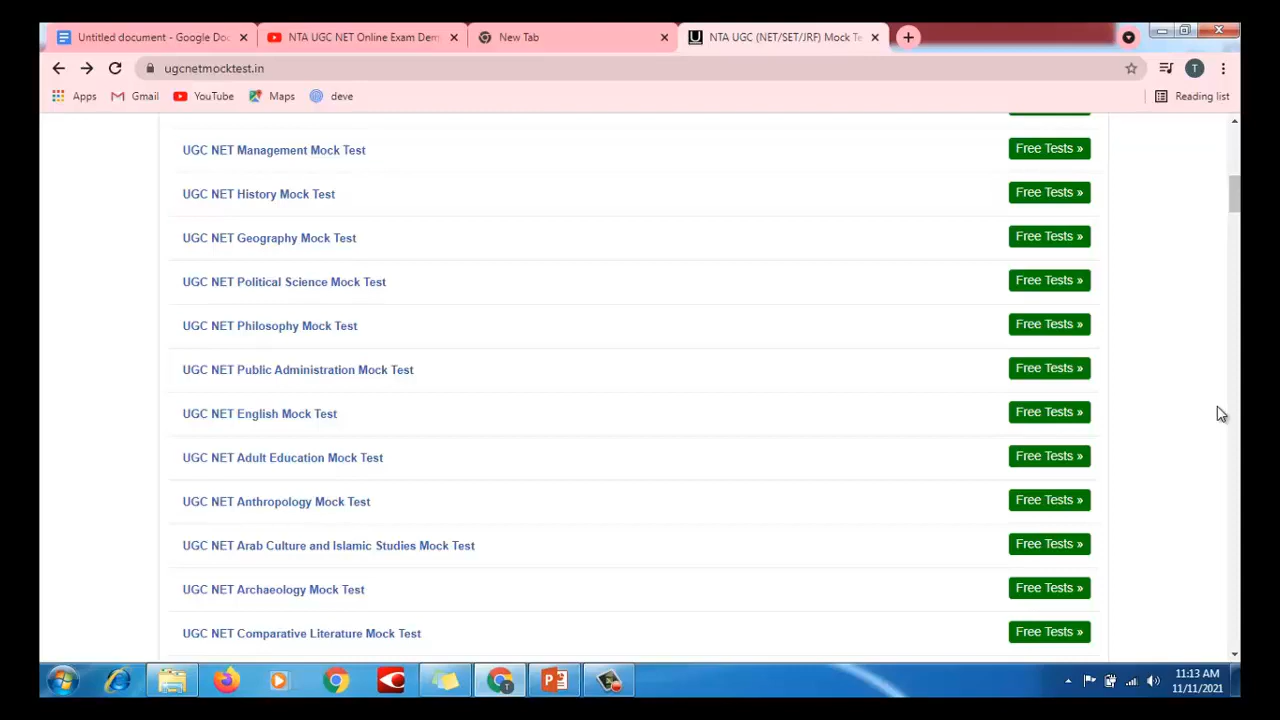 Untitled document - Google Doc
NTA UGC NET Online Exam Dem
New Tab
NTA UGC (NET/SET/JRF) Mock Te
ugcnetmocktest.in
T
Apps
Gmail
YouTube
Maps
deve
Reading list
UGC NET Management Mock Test Free Tests »
UGC NET History Mock Test Free Tests »
UGC NET Geography Mock Test Free Tests »
UGC NET Political Science Mock Test Free Tests »
UGC NET Philosophy Mock Test Free Tests »
UGC NET Public Administration Mock Test Free Tests »
UGC NET English Mock Test Free Tests »
UGC NET Adult Education Mock Test Free Tests »
UGC NET Anthropology Mock Test Free Tests »
UGC NET Arab Culture and Islamic Studies Mock Test Free Tests »
UGC NET Archaeology Mock Test Free Tests »
UGC NET Comparative Literature Mock Test Free Tests »
11:13 AM
11/11/2021